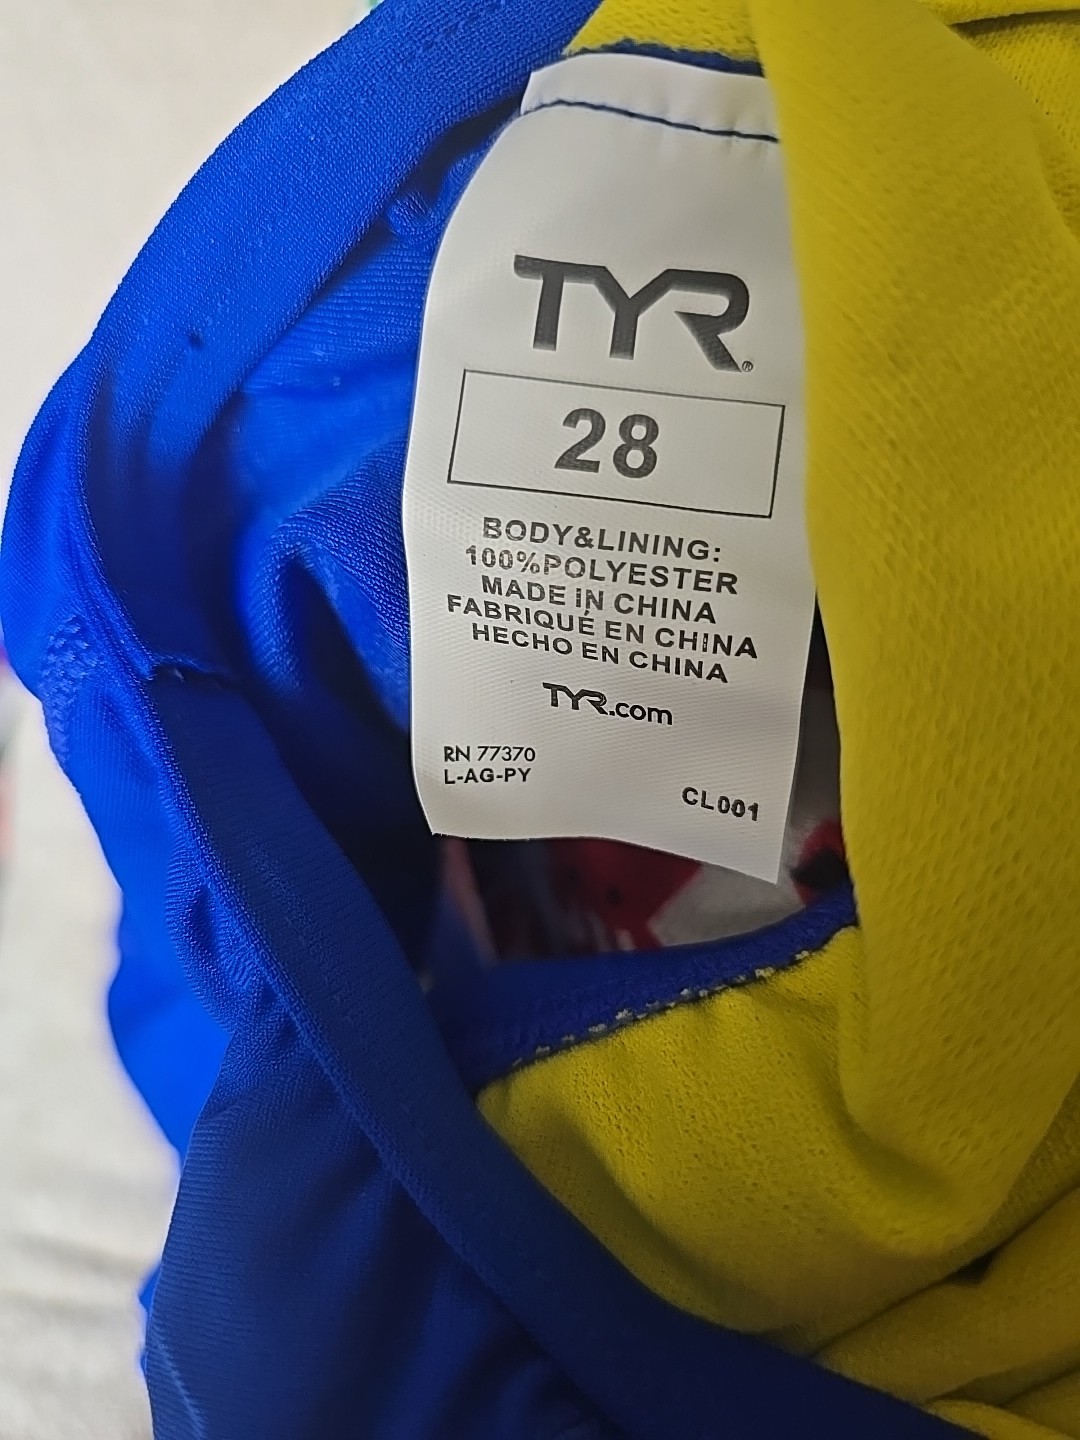 TYR®
28
BODY&LINING:
100%POLYESTER
MADE IN CHINA
FABRIQUÉ EN CHINA
HECHO EN CHINA
TYR.com
RN 77370
L-AG-PY
CL001